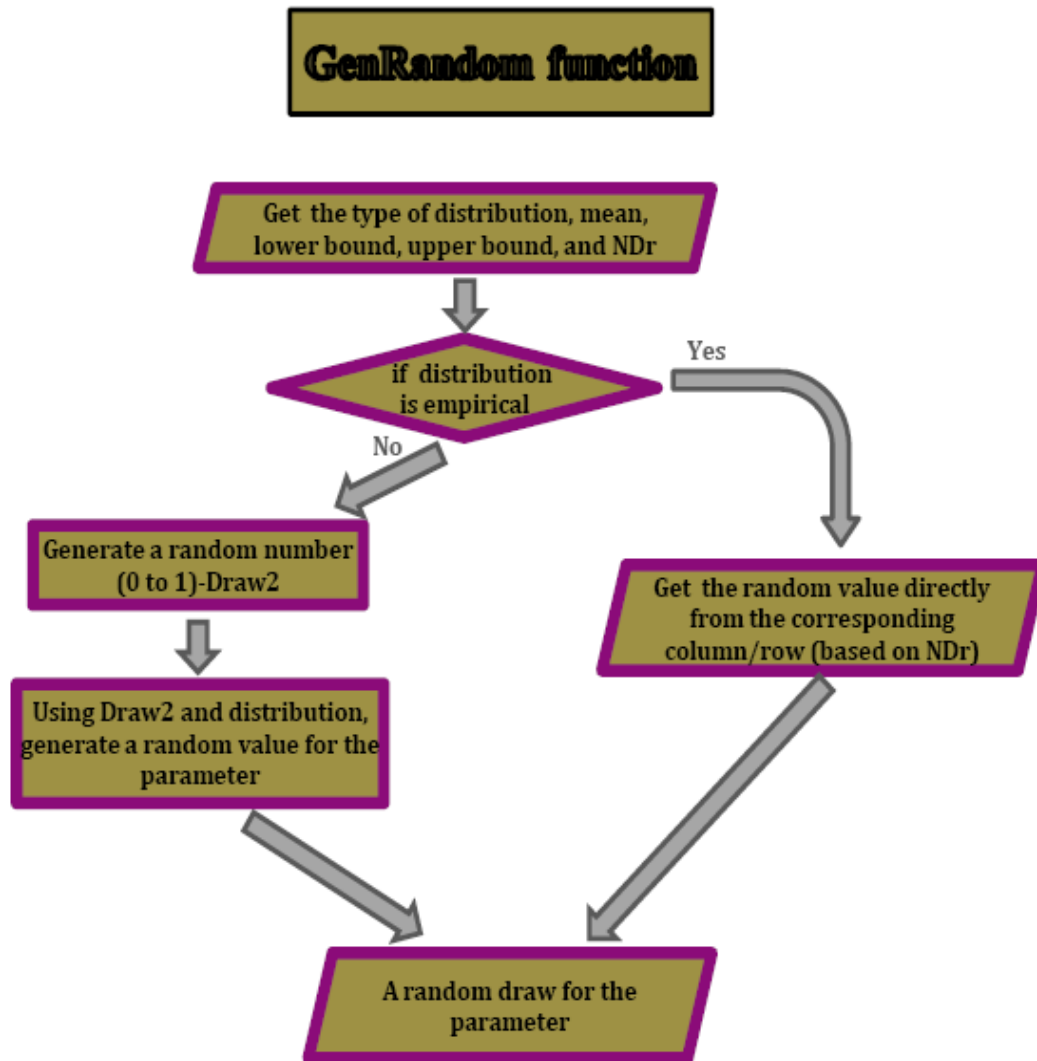 GenRandom function
Get the type of distribution, mean,
lower bound, upper bound, and NDr
if distribution
is empirical
Yes
No
Generate a random number
(0 to 1)-Draw2
Get the random value directly
from the corresponding
column/row (based on NDr)
Using Draw2 and distribution,
generate a random value for the
parameter
A random draw for the
parameter